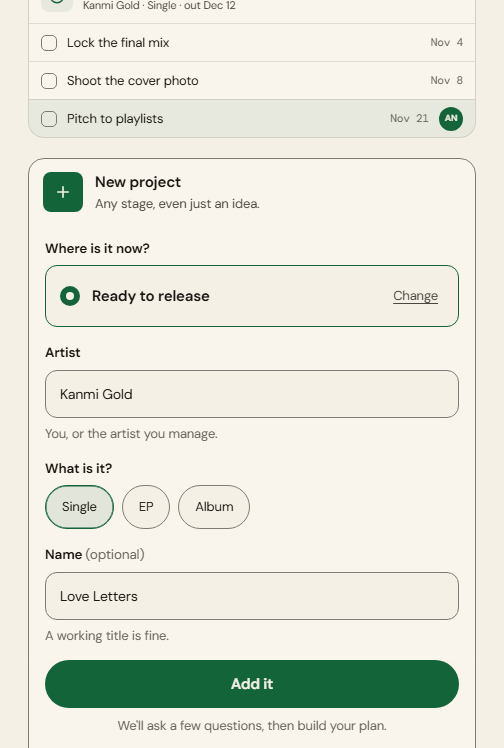 Kanmi Gold · Single · out Dec 12
Lock the final mix Nov 4
Shoot the cover photo Nov 8
Pitch to playlists Nov 21 AN
New project
Any stage, even just an idea.
Where is it now?
Ready to release Change
Artist
Kanmi Gold
You, or the artist you manage.
What is it?
Single EP Album
Name (optional)
Love Letters
A working title is fine.
Add it
We'll ask a few questions, then build your plan.